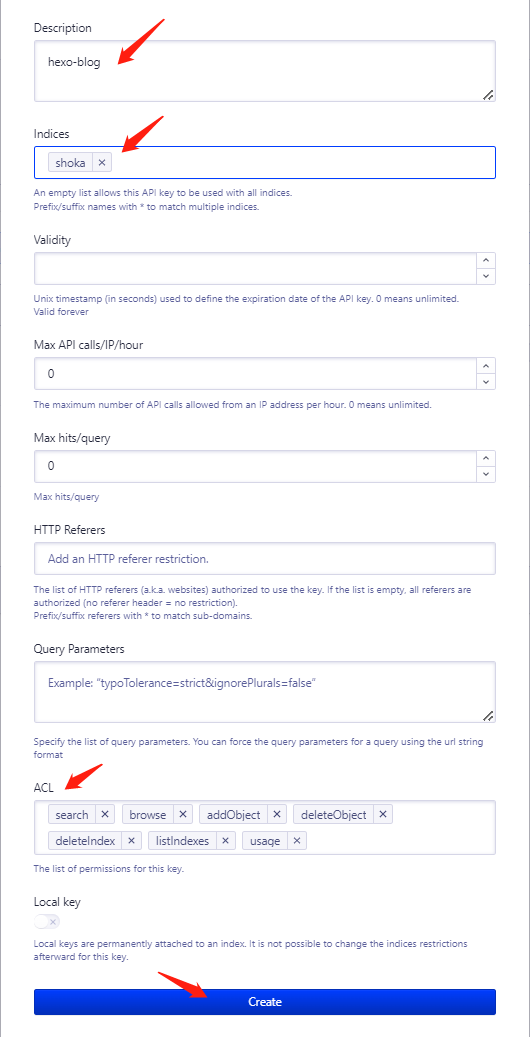 Description
hexo-blog
Indices
shoka ×
An empty list allows this API key to be used with all indices.
Prefix/suffix names with * to match multiple indices.
Validity
Unix timestamp (in seconds) used to define the expiration date of the API key. 0 means unlimited.
Valid forever
Max API calls/IP/hour
0
The maximum number of API calls allowed from an IP address per hour. 0 means unlimited.
Max hits/query
0
Max hits/query
HTTP Referers
Add an HTTP referer restriction.
The list of HTTP referers (a.k.a. websites) authorized to use the key. If the list is empty, all referers are
authorized (no referer header = no restriction).
Prefix/suffix referers with * to match sub-domains.
Query Parameters
Example: “typoTolerance=strict&ignorePlurals=false”
Specify the list of query parameters. You can force the query parameters for a query using the url string
format
ACL
search × browse × addObject × deleteObject ×
deleteIndex × listIndexes × usage ×
The list of permissions for this key.
Local key
Local keys are permanently attached to an index. It is not possible to change the indices restrictions
afterward for this key.
Create